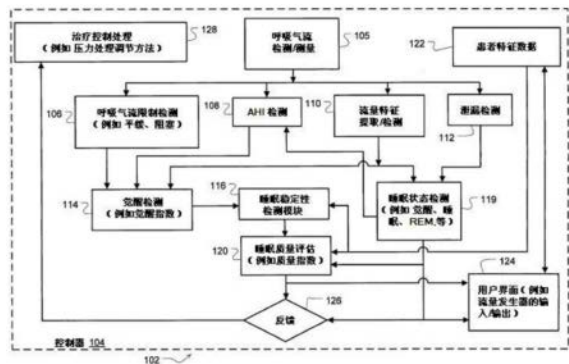 治疗控制处理
（例如 压力处理调节方法）
128
呼吸气流
检测/测量
105
122
患者特征数据
106
呼吸气流限制检测
（例如 平缓、阻塞）
108
AHI 检测
110
流量特征
提取/检测
泄漏检测
112
114
觉醒检测
（例如觉醒指数）
116
睡眠稳定性
检测模块
睡眠状态检测
（例如 觉醒、睡
眠、REM,等）
119
120
睡眠质量评估
（例如质量指数）
124
用户界面（例如
流量发生器的输
入/输出）
126
反馈
控制器 104
102